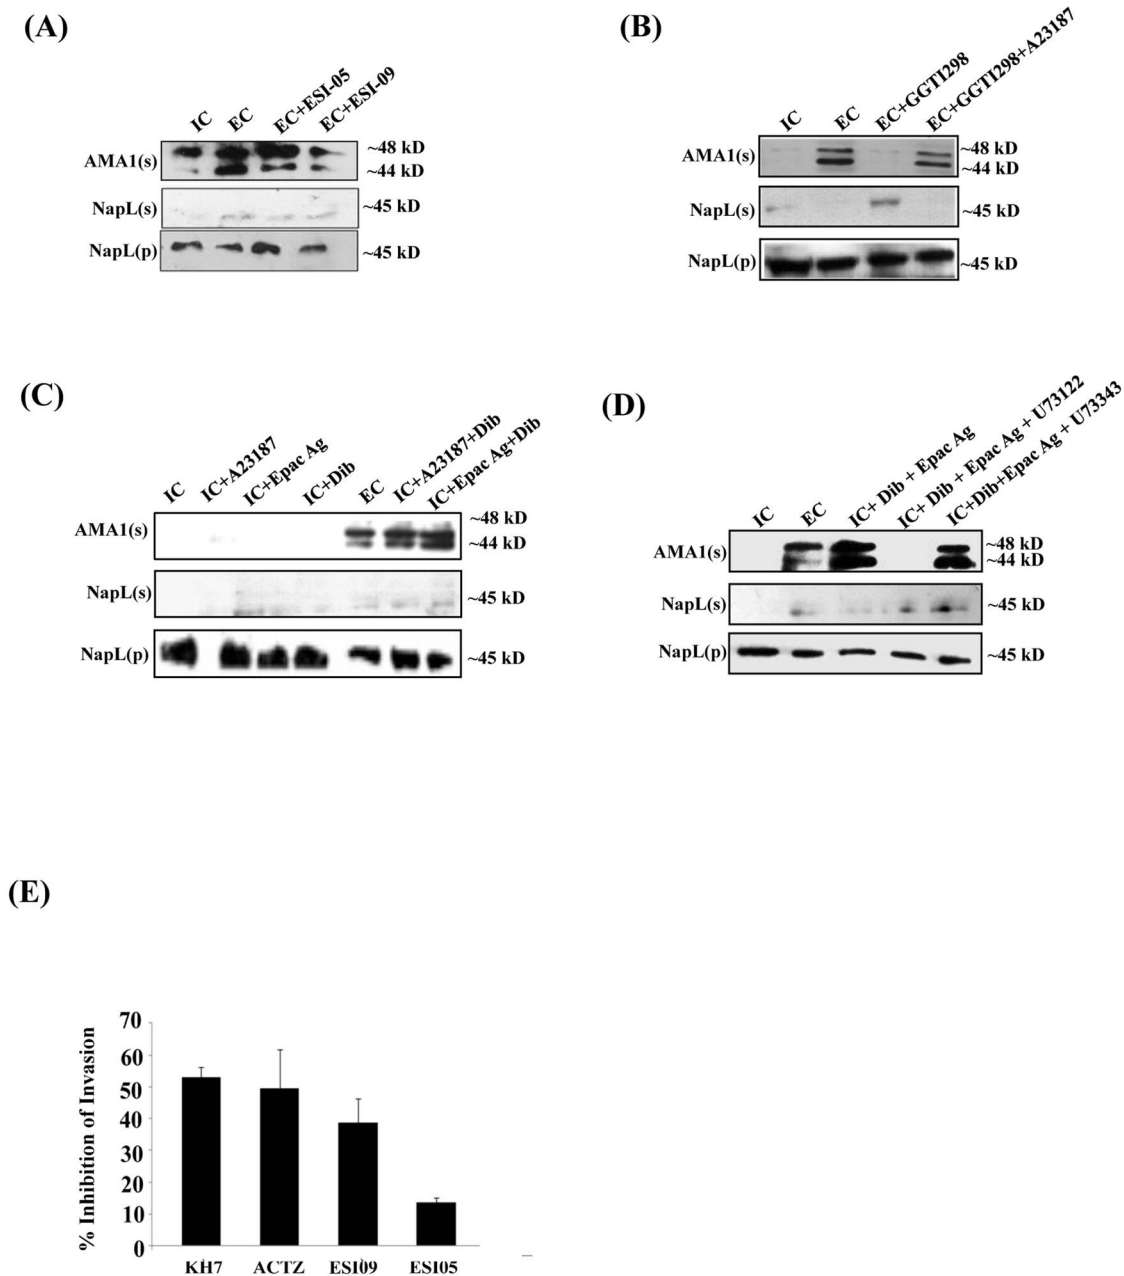 (A)
IC EC EC+ESI-05 EC+ESI-09
AMA1(s) ~48 kD
~44 kD
NapL(s) ~45 kD
NapL(p) ~45 kD
(B)
IC EC EC+GGTI298 EC+GGTI298+A23187
AMA1(s) ~48 kD
~44 kD
NapL(s) ~45 kD
NapL(p) ~45 kD
(C)
IC IC+A23187 IC+Epac Ag IC+Dib EC IC+A23187+Dib IC+Epac Ag+Dib
AMA1(s) ~48 kD
~44 kD
NapL(s) ~45 kD
NapL(p) ~45 kD
(D)
IC EC IC+ Dib + Epac Ag IC+ Dib + Epac Ag + U73122 IC+Dib+Epac Ag + U73343
AMA1(s) ~48 kD
~44 kD
NapL(s) ~45 kD
NapL(p) ~45 kD
(E)
% Inhibition of Invasion
70
60
50
40
30
20
10
0
KH7 ACTZ ESI09 ESI05